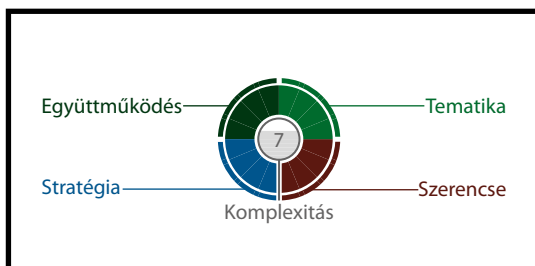 Együttműködés
Tematika
7
Stratégia
Szerencse
Komplexitás